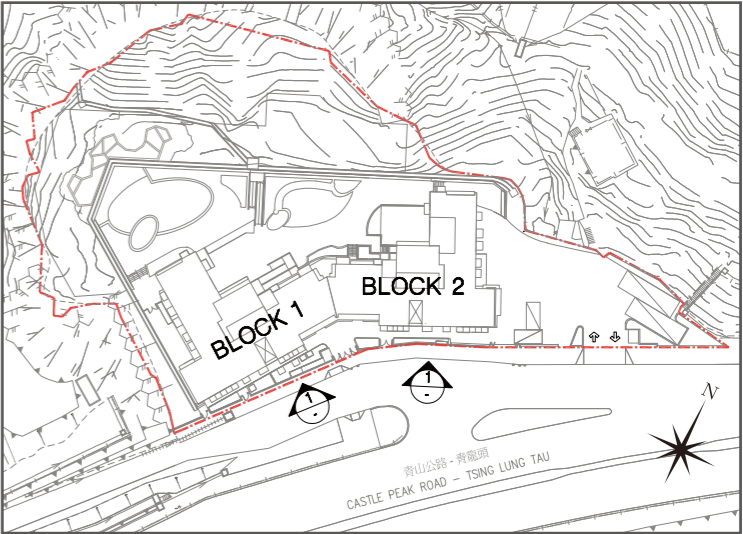 BLOCK 1
BLOCK 2
1
-
1
-
N
青山公路 - 青龍頭
CASTLE PEAK ROAD - TSING LUNG TAU